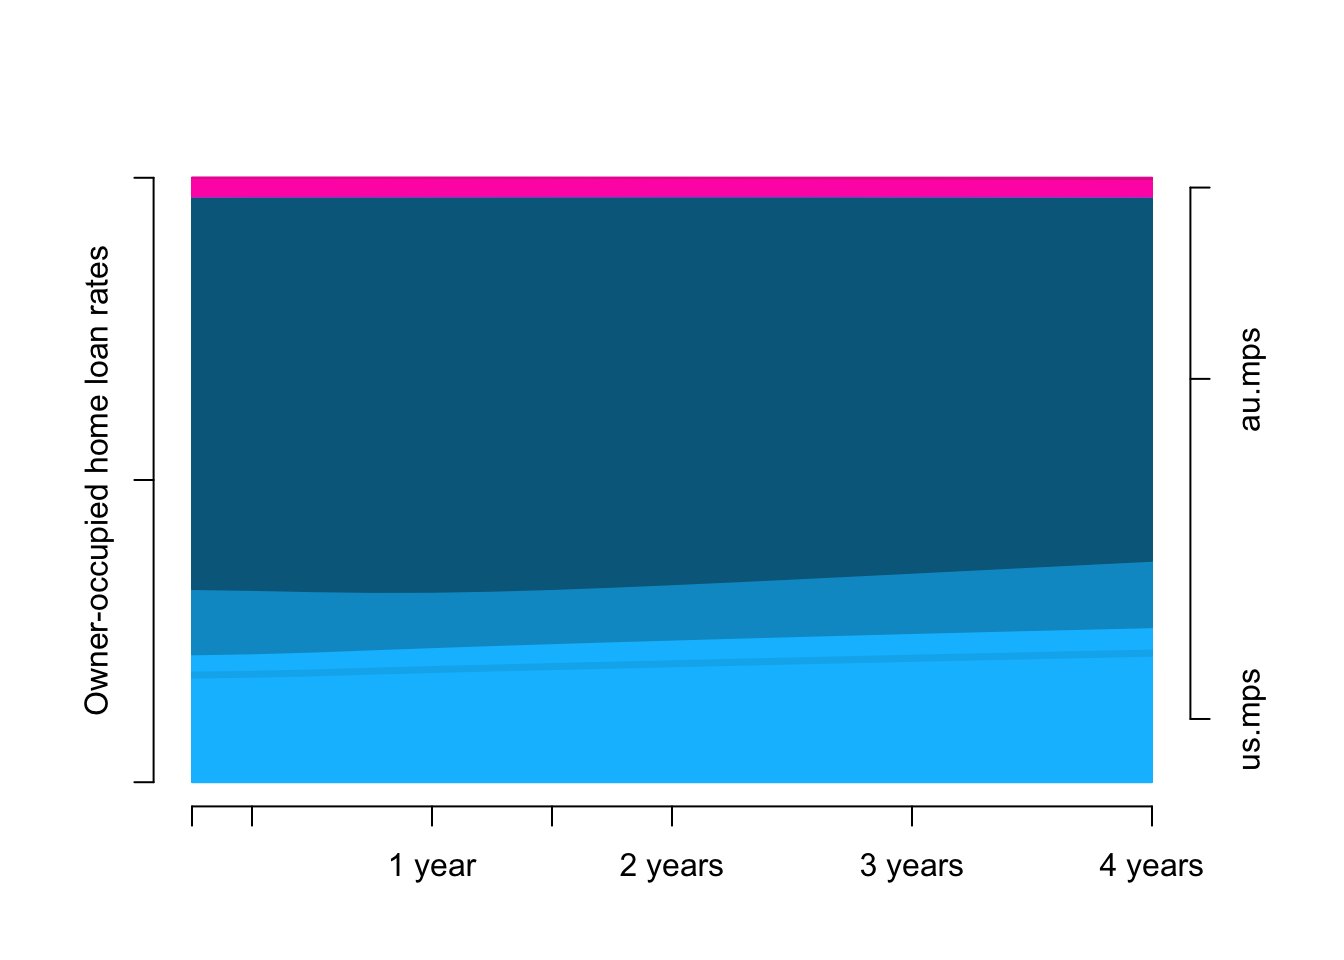 Owner-occupied home loan rates
au.mps
us.mps
1 year
2 years
3 years
4 years